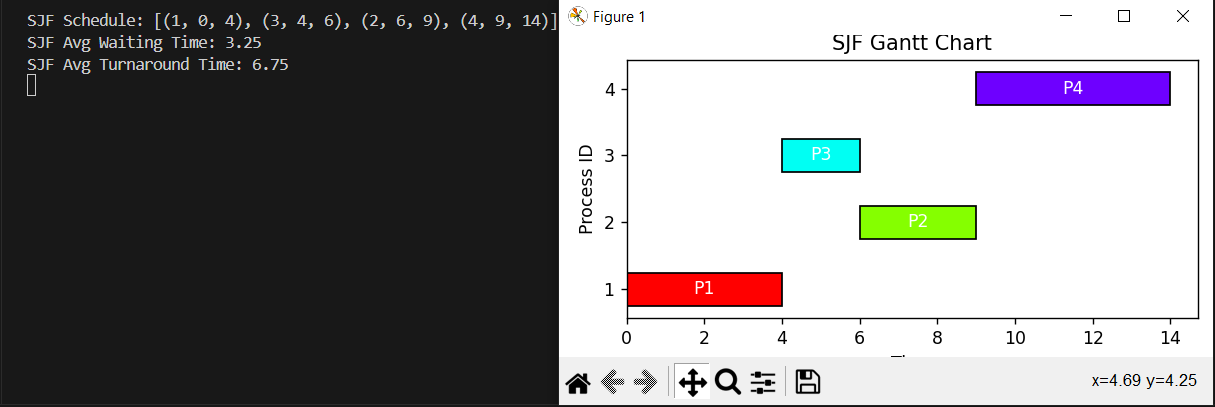 SJF Schedule: [(1, 0, 4), (3, 4, 6), (2, 6, 9), (4, 9, 14)]
SJF Avg Waiting Time: 3.25
SJF Avg Turnaround Time: 6.75
Figure 1
SJF Gantt Chart
Process ID
4
P4
3
P3
2
P2
1
P1
0 2 4 6 8 10 12 14
x=4.69 y=4.25